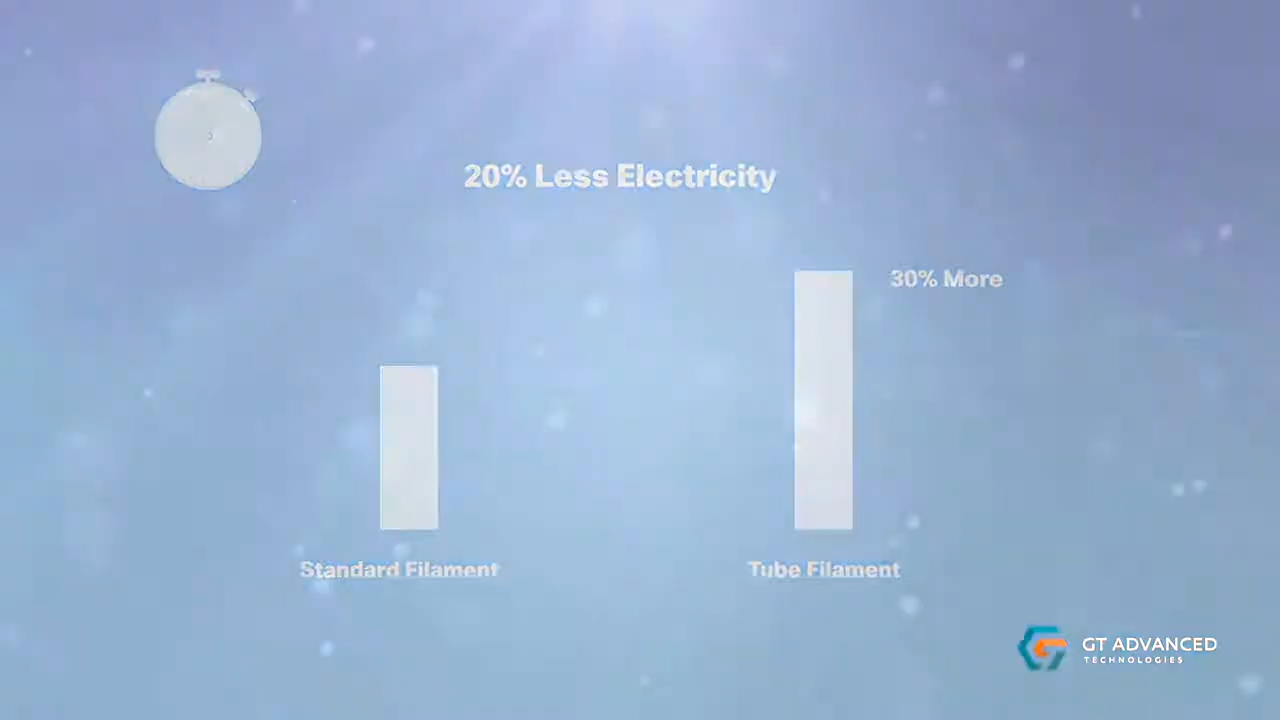 20% Less Electricity
30% More
Standard Filament
Tube Filament
GT ADVANCED
TECHNOLOGIES